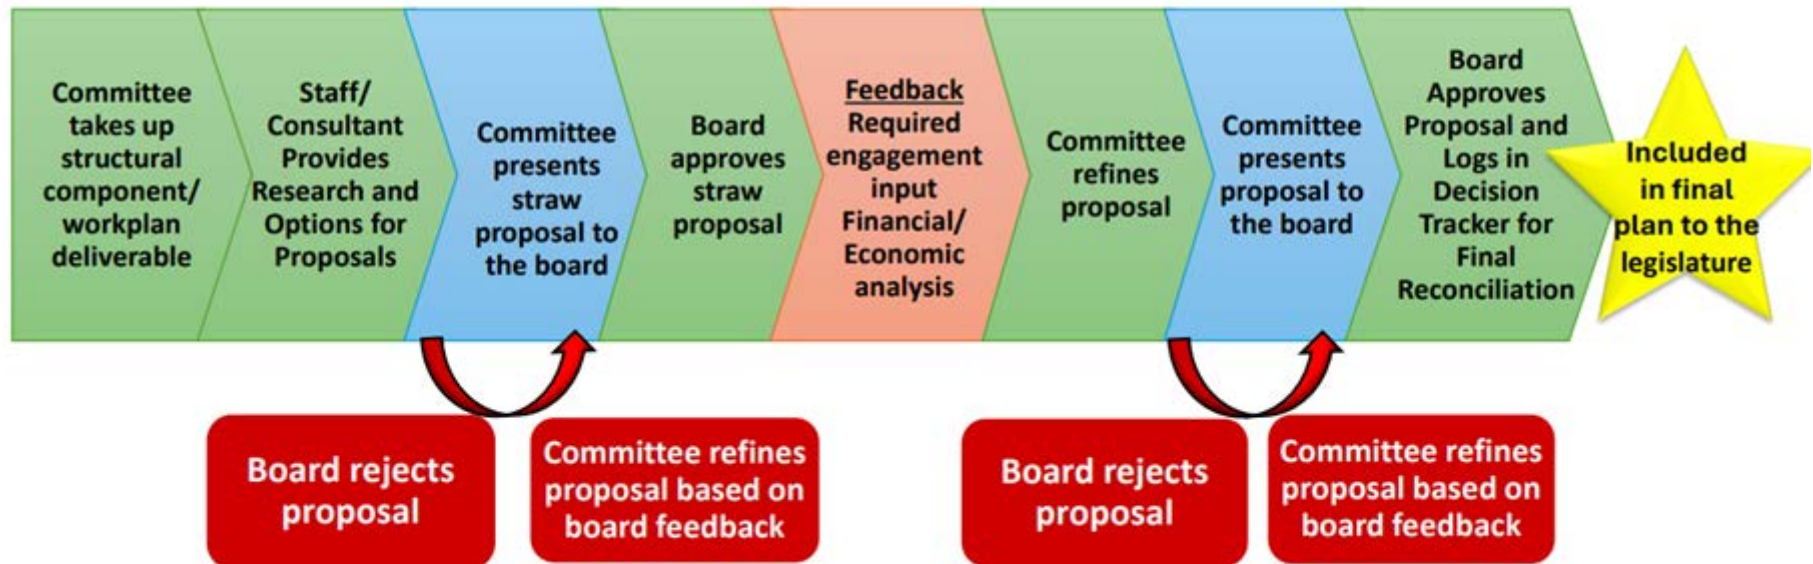 Committee
takes up
structural
component/
workplan
deliverable
Staff/
Consultant
Provides
Research and
Options for
Proposals
Committee
presents
straw
proposal to
the board
Board
approves
straw
proposal
Feedback
Required
engagement
input
Financial/
Economic
analysis
Committee
refines
proposal
Committee
presents
proposal to
the board
Board
Approves
Proposal and
Logs in
Decision
Tracker for
Final
Reconciliation
Included
in final
plan to the
legislature
Board rejects
proposal
Committee refines
proposal based on
board feedback
Board rejects
proposal
Committee refines
proposal based on
board feedback